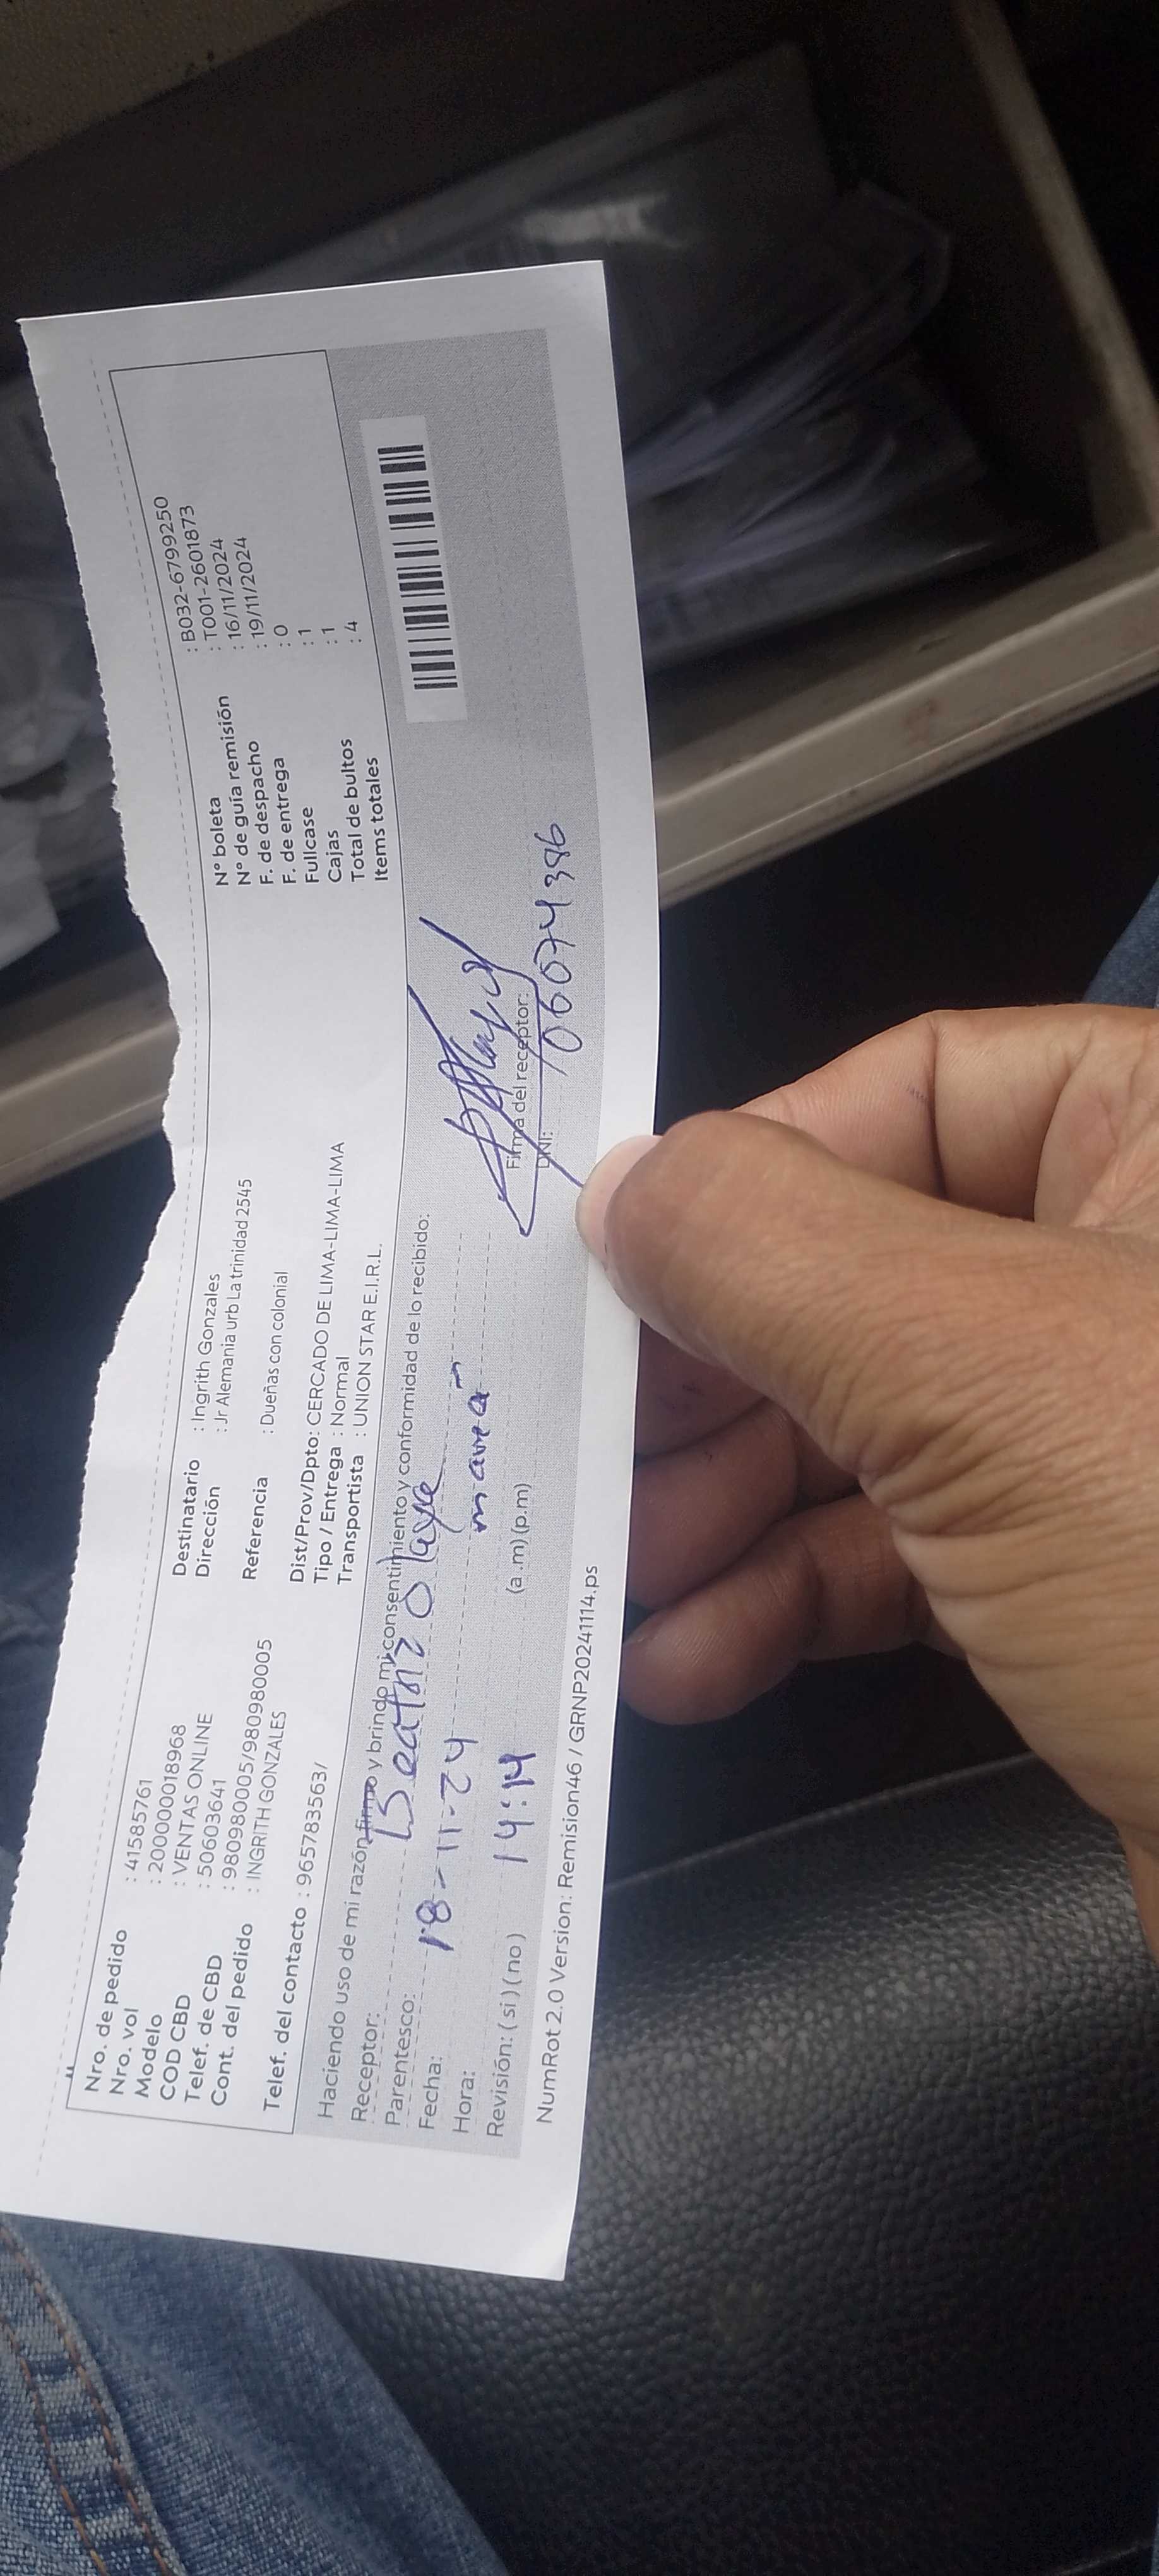 Nro. de pedido : 41585761
Nro. vol : 200000018968
Modelo : VENTAS ONLINE
COD CBD : 50603641
Telef. de CBD : 980980005/980980005
Cont. del pedido : INGRITH GONZALES
Telef. del contacto : 965783563/
Destinatario : Ingrith Gonzales
Dirección : Jr Alemania urb La trinidad 2545
Referencia : Dueñas con colonial
Dist/Prov/Dpto: CERCADO DE LIMA-LIMA-LIMA
Tipo / Entrega : Normal
Transportista : UNION STAR E.I.R.L.
N° boleta : B032-6799250
N° de guía remisión : T001-2601873
F. de despacho : 16/11/2024
F. de entrega : 19/11/2024
Fullcase : 0
Cajas : 1
Total de bultos : 1
Items totales : 4
Haciendo uso de mi razón firmo y brindo mi consentimiento y conformidad de lo recibido:
Receptor: Beatriz Olaya
Parentesco:
Fecha: 18-11-24
Hora: 14:14 (a.m)(p.m)
Revisión: ( si ) ( no )
Firma del receptor:
DNI: 06074396
NumRot 2.0 Version: Remision46 / GRNP20241114.ps